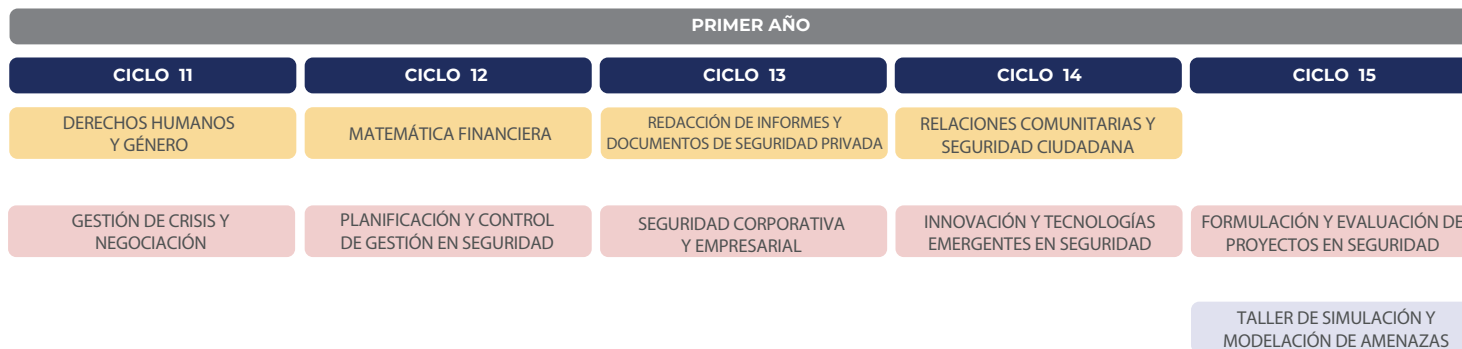 PRIMER AÑO
CICLO 11
CICLO 12
CICLO 13
CICLO 14
CICLO 15
DERECHOS HUMANOS
Y GÉNERO
MATEMÁTICA FINANCIERA
REDACCIÓN DE INFORMES Y
DOCUMENTOS DE SEGURIDAD PRIVADA
RELACIONES COMUNITARIAS Y
SEGURIDAD CIUDADANA
GESTIÓN DE CRISIS Y
NEGOCIACIÓN
PLANIFICACIÓN Y CONTROL
DE GESTIÓN EN SEGURIDAD
SEGURIDAD CORPORATIVA
Y EMPRESARIAL
INNOVACIÓN Y TECNOLOGÍAS
EMERGENTES EN SEGURIDAD
FORMULACIÓN Y EVALUACIÓN DE
PROYECTOS EN SEGURIDAD
TALLER DE SIMULACIÓN Y
MODELACIÓN DE AMENAZAS